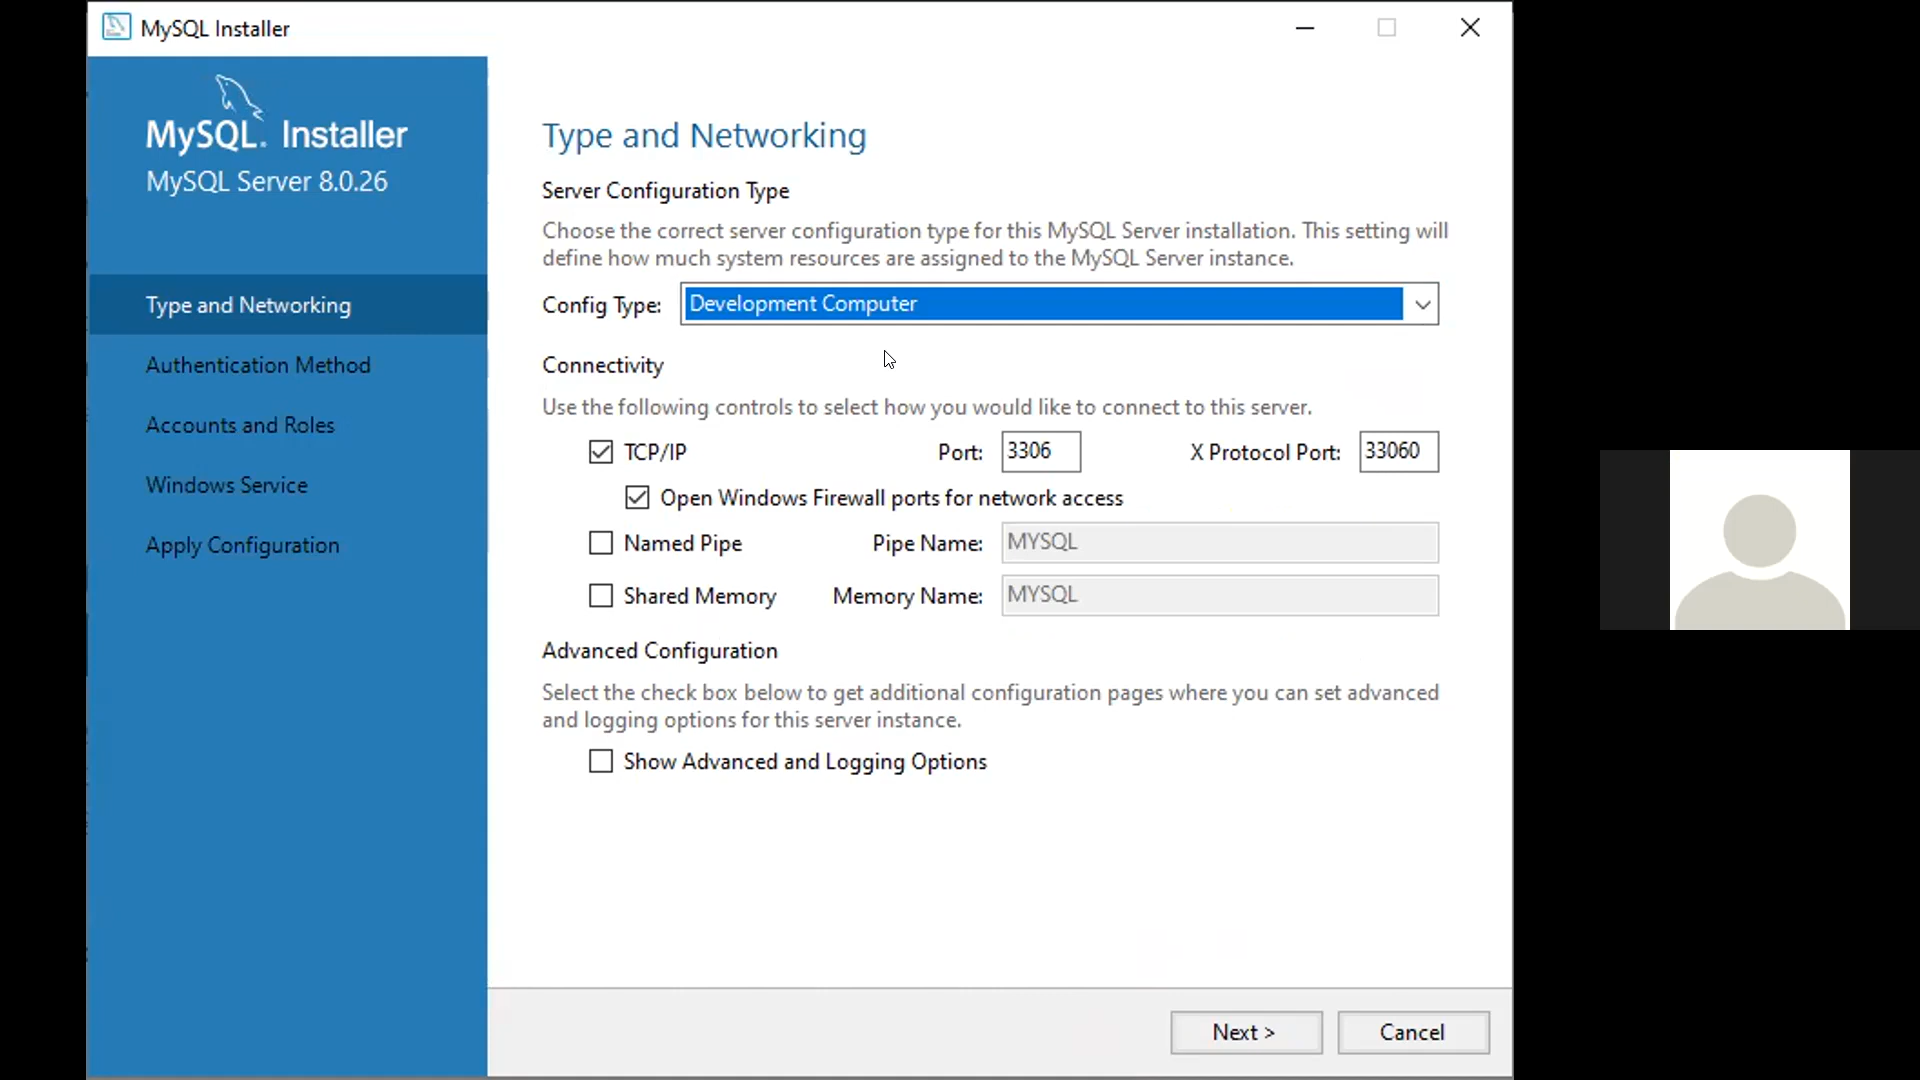 MySQL Installer
MySQL. Installer
MySQL Server 8.0.26
Type and Networking
Authentication Method
Accounts and Roles
Windows Service
Apply Configuration
Type and Networking
Server Configuration Type
Choose the correct server configuration type for this MySQL Server installation. This setting will
define how much system resources are assigned to the MySQL Server instance.
Config Type: Development Computer
Connectivity
Use the following controls to select how you would like to connect to this server.
TCP/IP Port: 3306 X Protocol Port: 33060
Open Windows Firewall ports for network access
Named Pipe Pipe Name: MYSQL
Shared Memory Memory Name: MYSQL
Advanced Configuration
Select the check box below to get additional configuration pages where you can set advanced
and logging options for this server instance.
Show Advanced and Logging Options
Next > Cancel